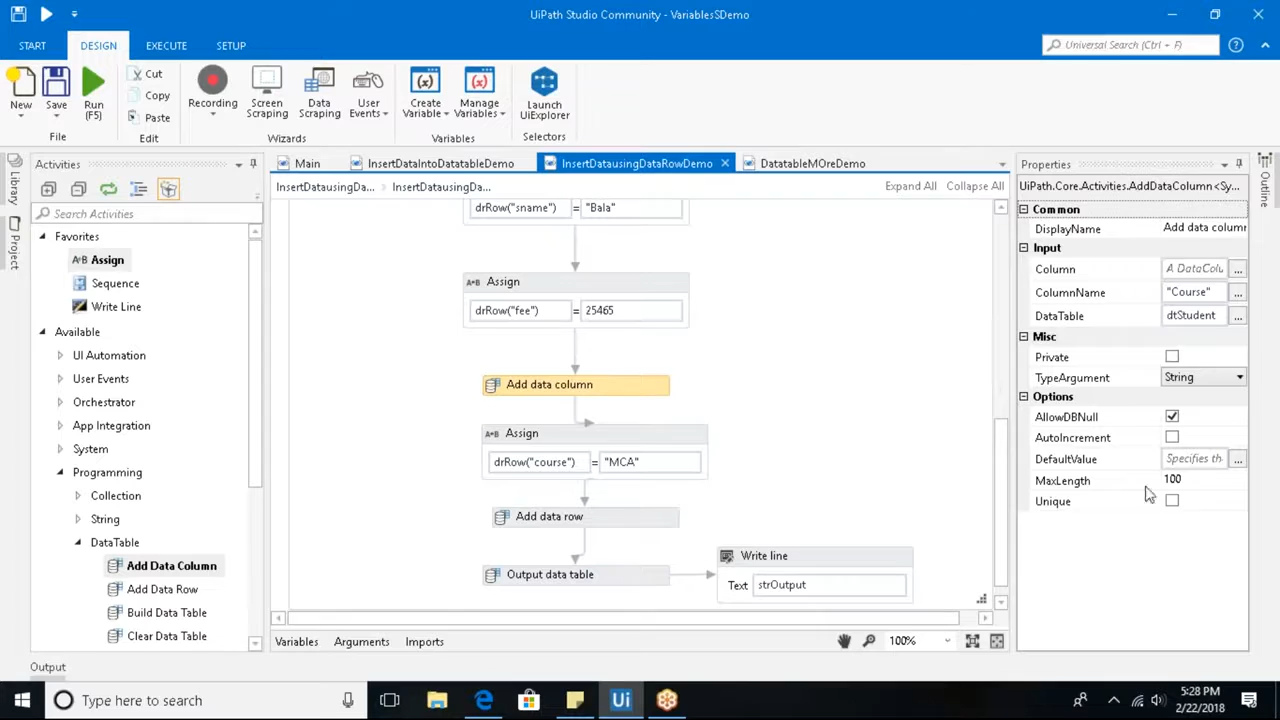 UiPath Studio Community - VariablesSDemo
START DESIGN EXECUTE SETUP
Universal Search (Ctrl + F)
New Save Run (F5)
Cut
Copy
Paste
Recording Screen Scraping Data Scraping User Events
Create Variable Manage Variables
Launch UiExplorer
File Edit Wizards Variables Selectors
Library
Project
Activities
Search Activities
Favorites
A*B Assign
Sequence
Write Line
Available
UI Automation
User Events
Orchestrator
App Integration
System
Programming
Collection
String
DataTable
Add Data Column
Add Data Row
Build Data Table
Clear Data Table
Main InsertDataIntoDatatableDemo InsertDatausingDataRowDemo DatatableMOreDemo
InsertDatausingDa... InsertDatausingDa... Expand All Collapse All
drRow("sname") = "Bala"
A*B Assign
drRow("fee") = 25465
Add data column
A*B Assign
drRow("course") = "MCA"
Add data row
Output data table
Write line
Text strOutput
Variables Arguments Imports 100%
Properties
UiPath.Core.Activities.AddDataColumn<Sy...
Common
DisplayName Add data column
Input
Column A DataColu ...
ColumnName "Course" ...
DataTable dtStudent ...
Misc
Private
TypeArgument String
Options
AllowDBNull
AutoIncrement
DefaultValue Specifies th ...
MaxLength 100
Unique
Outline
Output
Type here to search
Ui
5:28 PM
2/22/2018